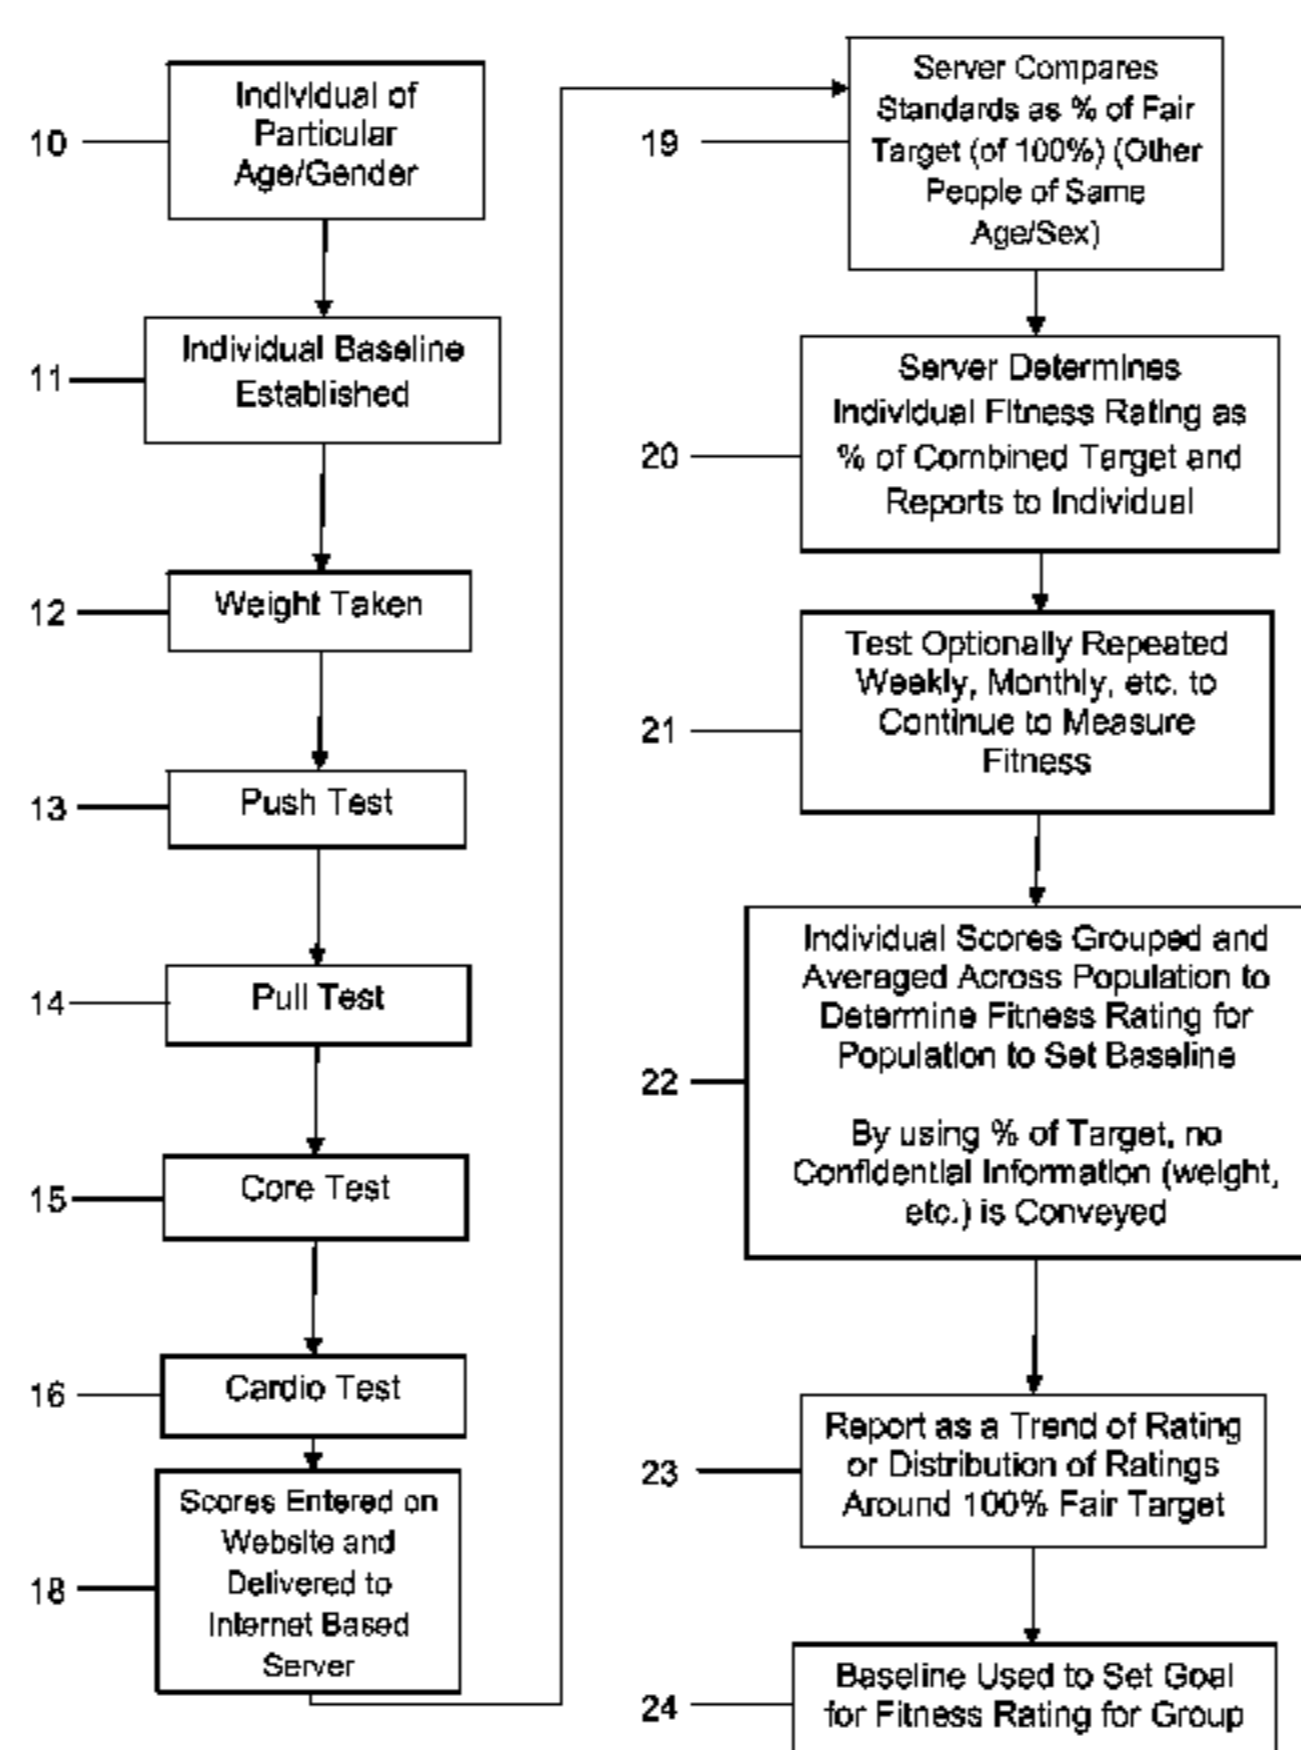 10
Individual of
Particular
Age/Gender
11
Individual Baseline
Established
12
Weight Taken
13
Push Test
14
Pull Test
15
Core Test
16
Cardio Test
18
Scores Entered on
Website and
Delivered to
Internet Based
Server
19
Server Compares
Standards as % of Fair
Target (of 100%) (Other
People of Same
Age/Sex)
20
Server Determines
Individual Fitness Rating as
% of Combined Target and
Reports to Individual
21
Test Optionally Repeated
Weekly, Monthly, etc. to
Continue to Measure
Fitness
22
Individual Scores Grouped and
Averaged Across Population to
Determine Fitness Rating for
Population to Set Baseline
By using % of Target, no
Confidential Information (weight,
etc.) is Conveyed
23
Report as a Trend of Rating
or Distribution of Ratings
Around 100% Fair Target
24
Baseline Used to Set Goal
for Fitness Rating for Group